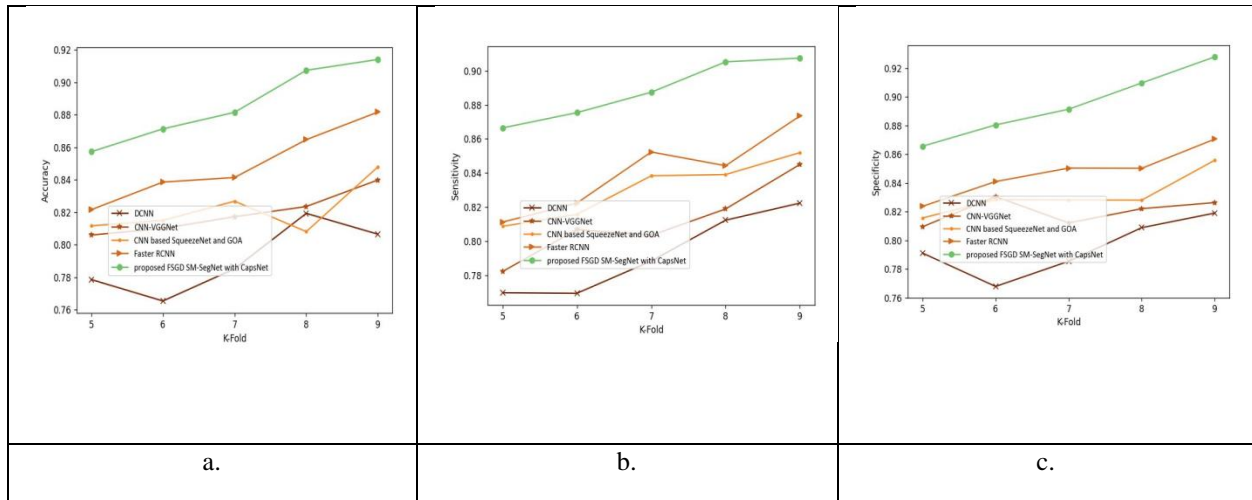 0.92
0.90
0.88
0.86
0.84
0.82
0.80
0.78
0.76
Accuracy
DCNN
CNN-VGGNet
CNN based SqueezeNet and GOA
Faster RCNN
proposed FSGD SM-SegNet with CapsNet
5 6 7 8 9
K-Fold
a.
0.90
0.88
0.86
0.84
0.82
0.80
0.78
Sensitivity
DCNN
CNN-VGGNet
CNN based SqueezeNet and GOA
Faster RCNN
proposed FSGD SM-SegNet with CapsNet
5 6 7 8 9
K-Fold
b.
0.92
0.90
0.88
0.86
0.84
0.82
0.80
0.78
0.76
Specificity
DCNN
CNN-VGGNet
CNN based SqueezeNet and GOA
Faster RCNN
proposed FSGD SM-SegNet with CapsNet
5 6 7 8 9
K-Fold
c.